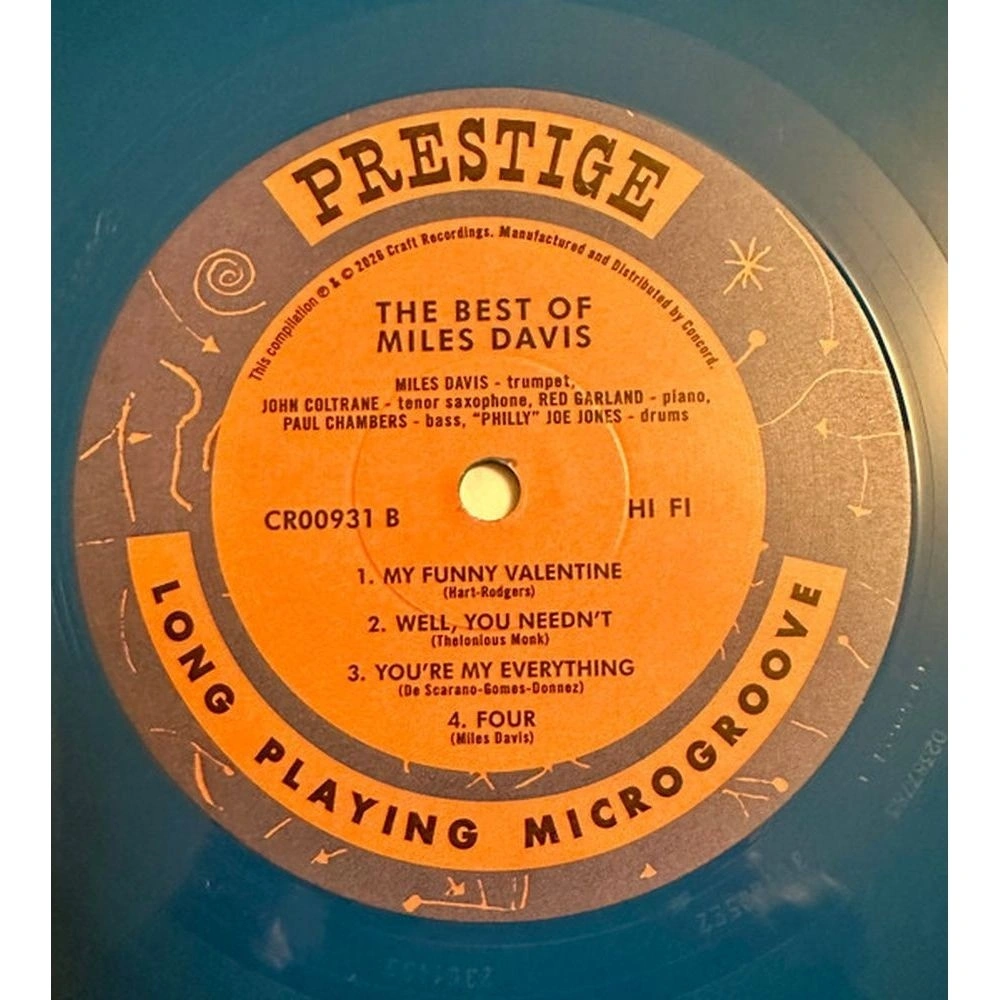 PRESTIGE
This compilation ℗ & © 2026 Craft Recordings. Manufactured and Distributed by Concord.
THE BEST OF
MILES DAVIS
MILES DAVIS - trumpet,
JOHN COLTRANE - tenor saxophone, RED GARLAND - piano,
PAUL CHAMBERS - bass, “PHILLY” JOE JONES - drums
CR00931 B
HI FI
1. MY FUNNY VALENTINE
(Hart-Rodgers)
2. WELL, YOU NEEDN'T
(Thelonious Monk)
3. YOU'RE MY EVERYTHING
(De Scarano-Gomes-Donnez)
4. FOUR
(Miles Davis)
LONG PLAYING MICROGROOVE